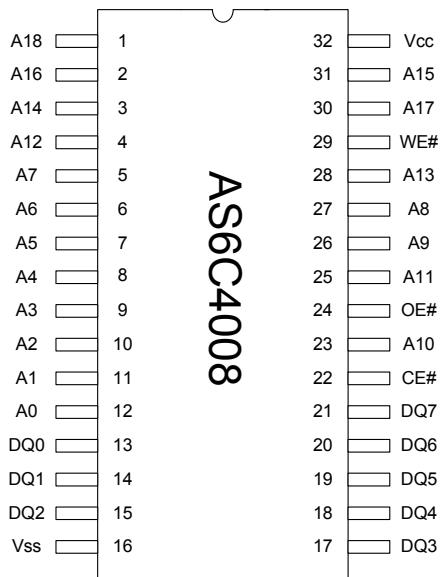 A18 1 32 Vcc
A16 2 31 A15
A14 3 30 A17
A12 4 29 WE#
A7 5 28 A13
A6 6 27 A8
A5 7 26 A9
A4 8 25 A11
A3 9 24 OE#
A2 10 23 A10
A1 11 22 CE#
A0 12 21 DQ7
DQ0 13 20 DQ6
DQ1 14 19 DQ5
DQ2 15 18 DQ4
Vss 16 17 DQ3
AS6C4008